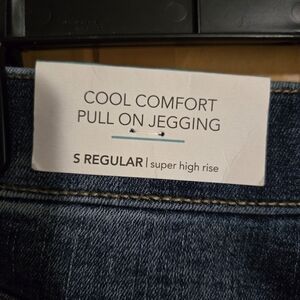 COOL COMFORT
PULL ON JEGGING
S REGULAR | super high rise